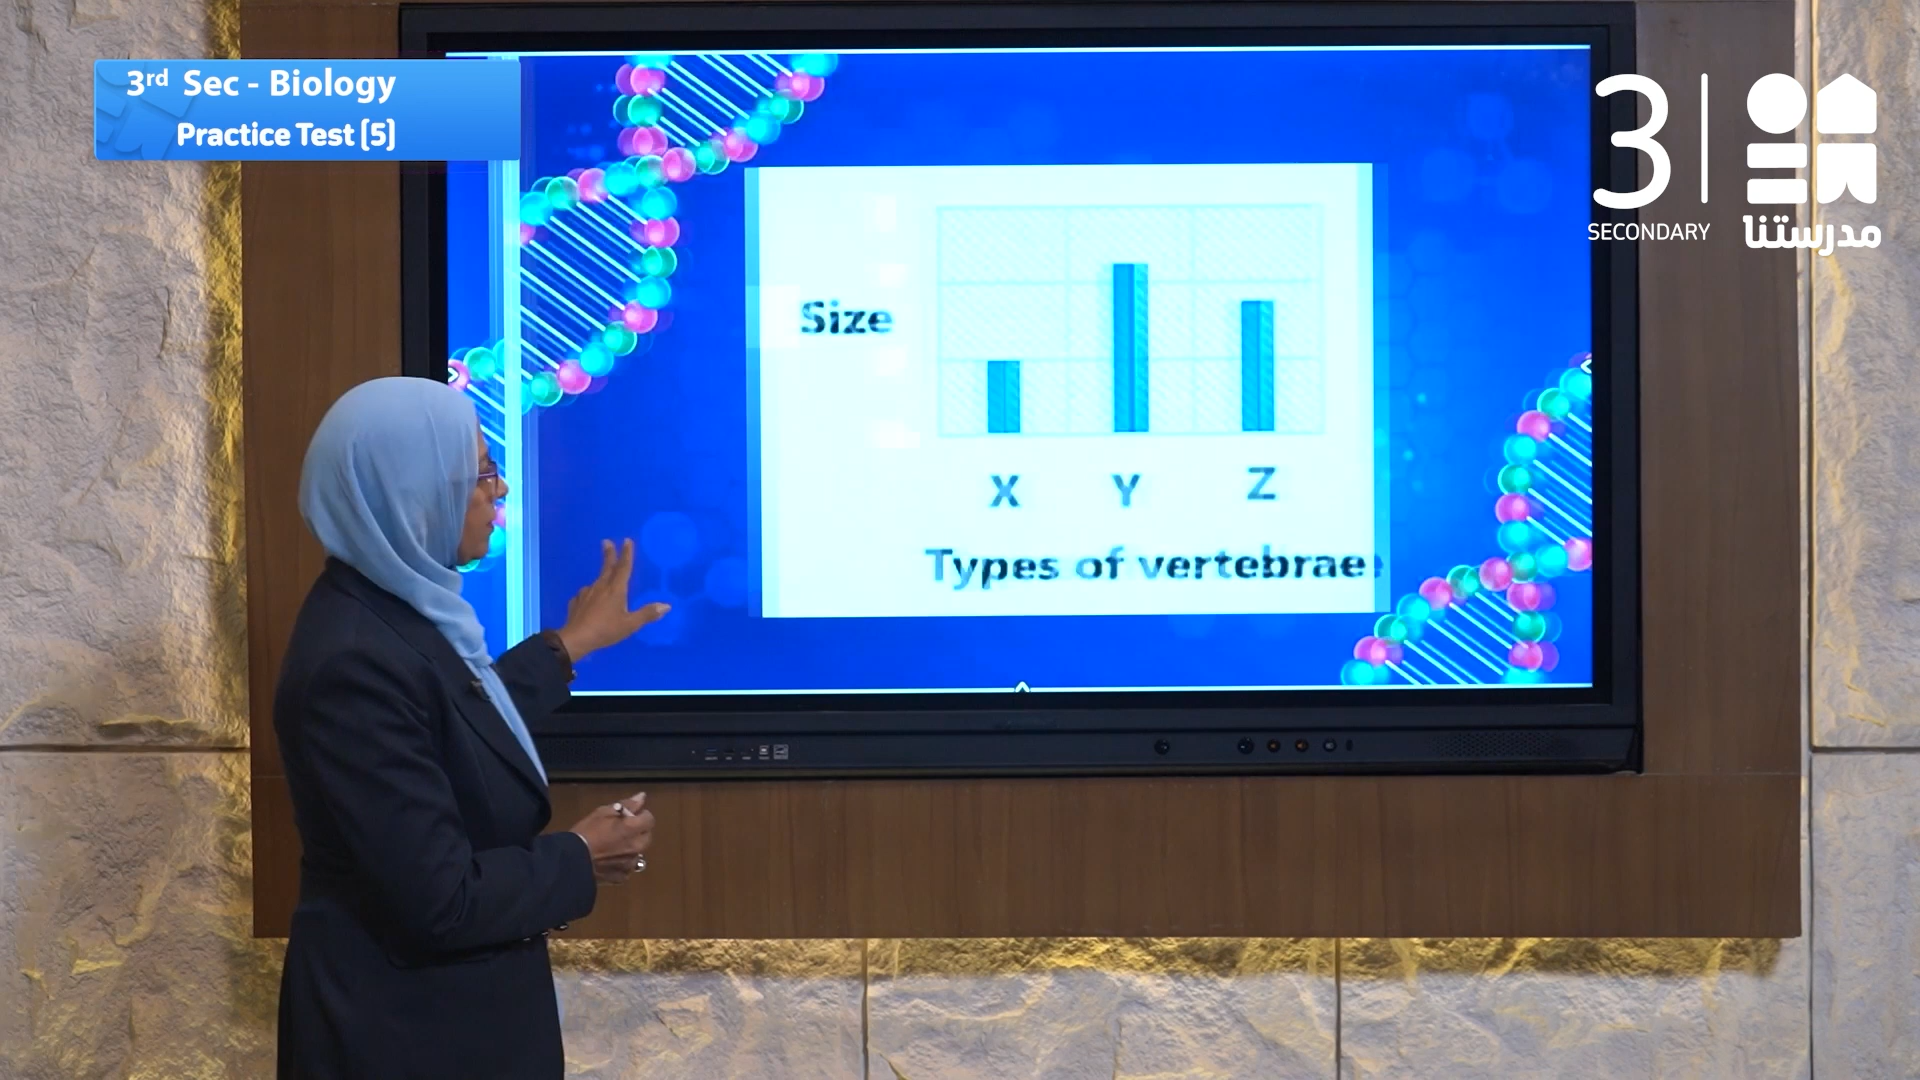 3rd Sec - Biology
Practice Test (5)
3
SECONDARY
مدرستنا
Size
X Y Z
Types of vertebrae